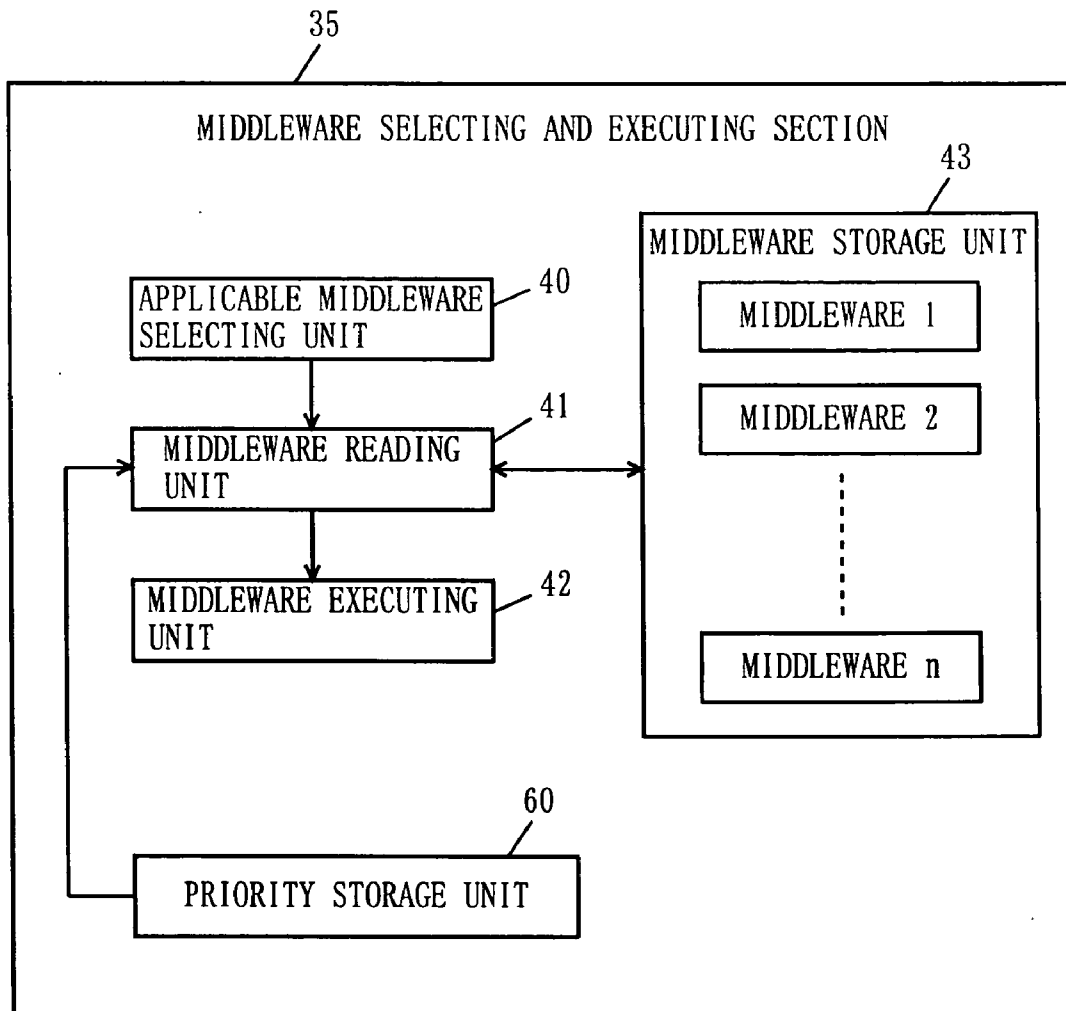 35
MIDDLEWARE SELECTING AND EXECUTING SECTION
43
MIDDLEWARE STORAGE UNIT
MIDDLEWARE 1
MIDDLEWARE 2
MIDDLEWARE n
40
APPLICABLE MIDDLEWARE
SELECTING UNIT
41
MIDDLEWARE READING
UNIT
42
MIDDLEWARE EXECUTING
UNIT
60
PRIORITY STORAGE UNIT